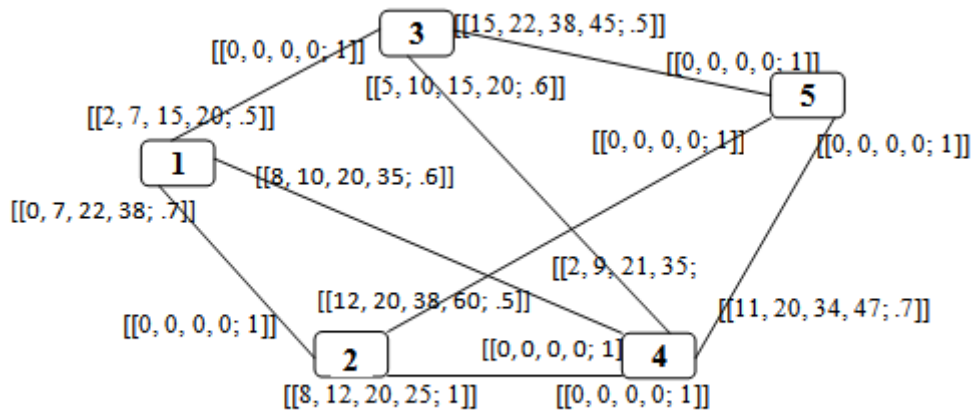 3
[[15, 22, 38, 45; .5]]
[[0, 0, 0, 0; 1]]
[[0, 0, 0, 0; 1]]
[[5, 10, 15, 20; .6]]
5
[[2, 7, 15, 20; .5]]
[[0, 0, 0, 0; 1]]
[[0, 0, 0, 0; 1]]
1
[[8, 10, 20, 35; .6]]
[[0, 7, 22, 38; .7]]
[[2, 9, 21, 35;
[[12, 20, 38, 60; .5]]
[[11, 20, 34, 47; .7]]
[[0, 0, 0, 0; 1]]
2
[[0, 0, 0, 0; 1]
4
[[8, 12, 20, 25; 1]]
[[0, 0, 0, 0; 1]]